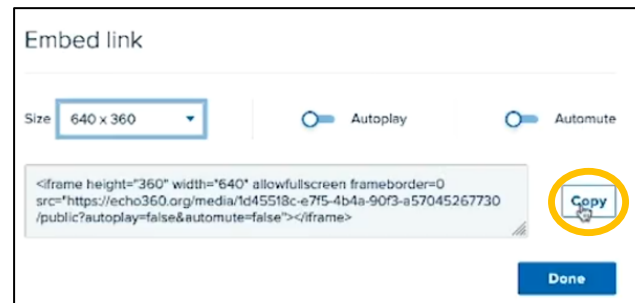 Embed link
Size 640 x 360 Autoplay Automute
<iframe height="360" width="640" allowfullscreen frameborder=0
src="https://echo360.org/media/1d45518c-e7f5-4b4a-90f3-a57045267730
/public?autoplay=false&automute=false"></iframe>
Copy
Done